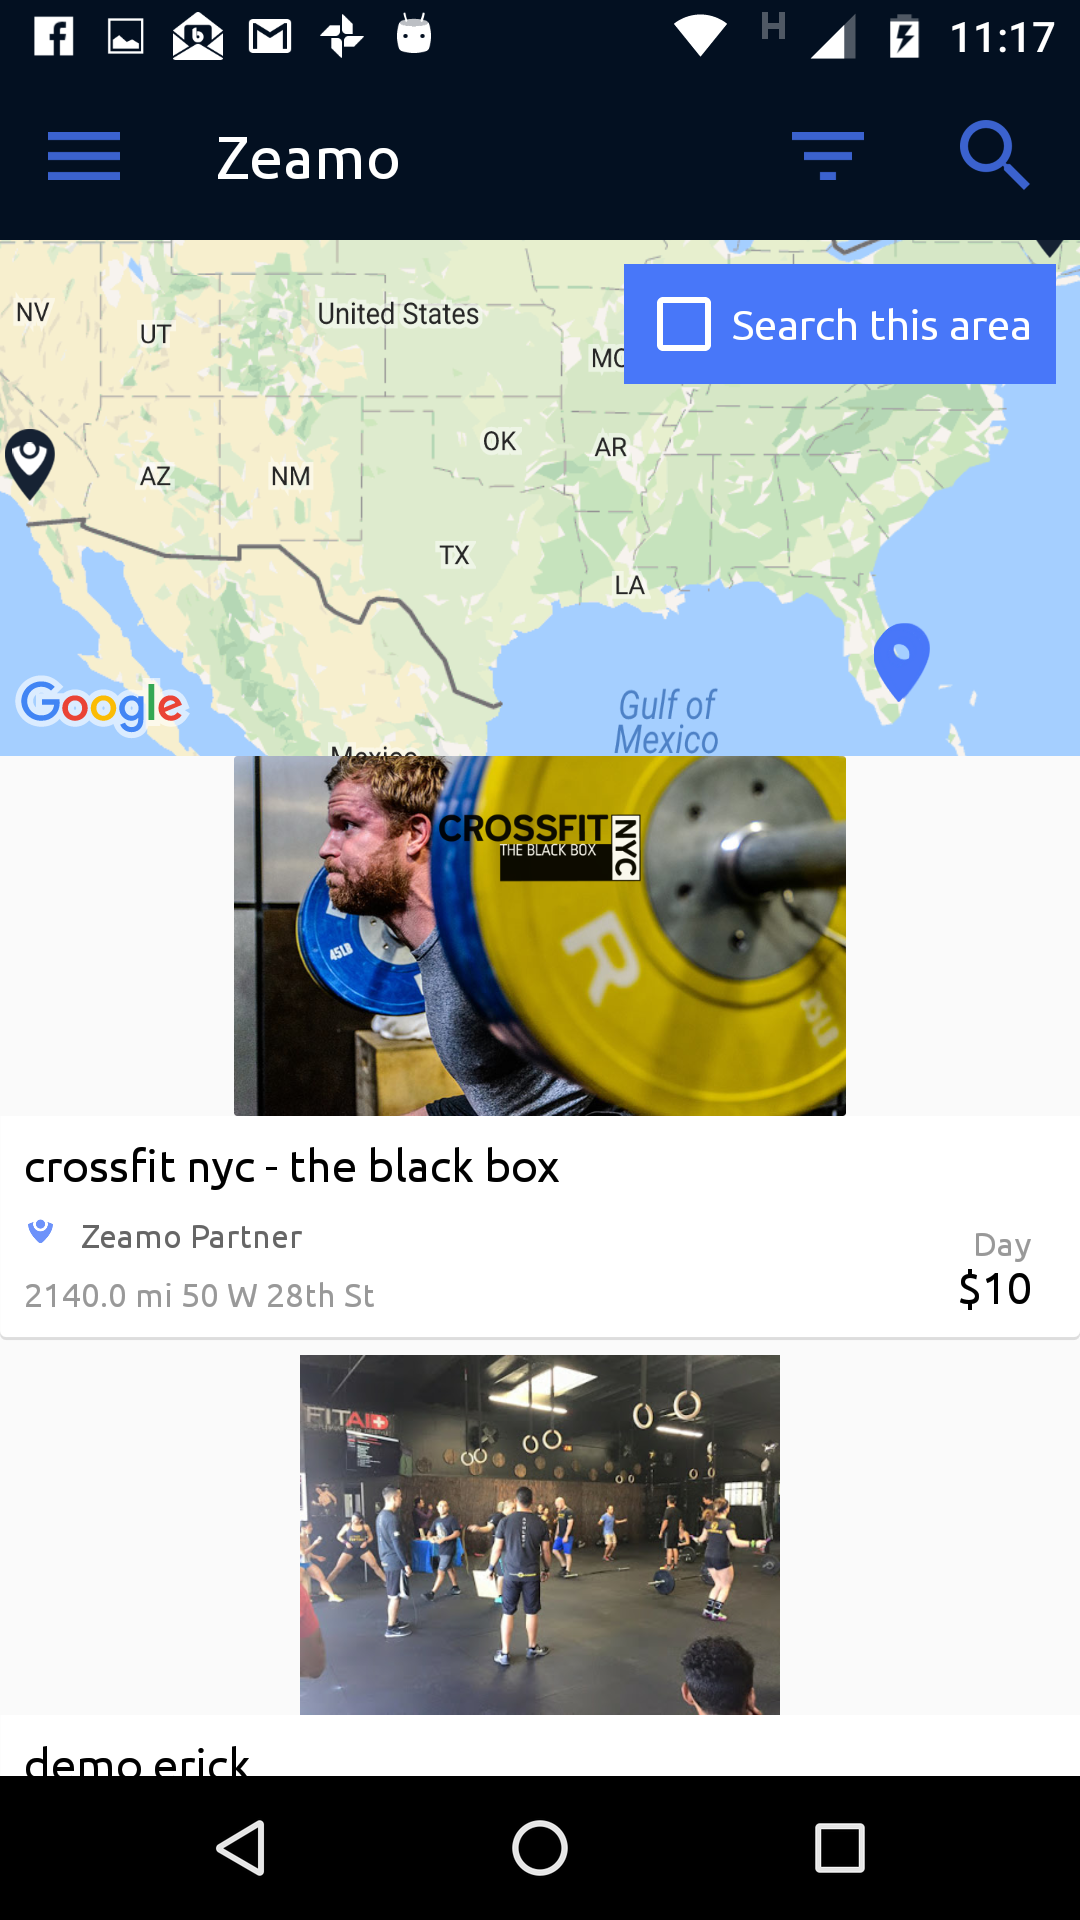 11:17
Zeamo
NV
UT
United States
MO
Search this area
AZ
NM
OK
AR
TX
LA
Google
Gulf of
Mexico
Mexico
CROSSFIT
THE BLACK BOX
NYC
45LB
R
35LB
crossfit nyc - the black box
Zeamo Partner
Day
2140.0 mi 50 W 28th St
$10
FITAID
demo erick